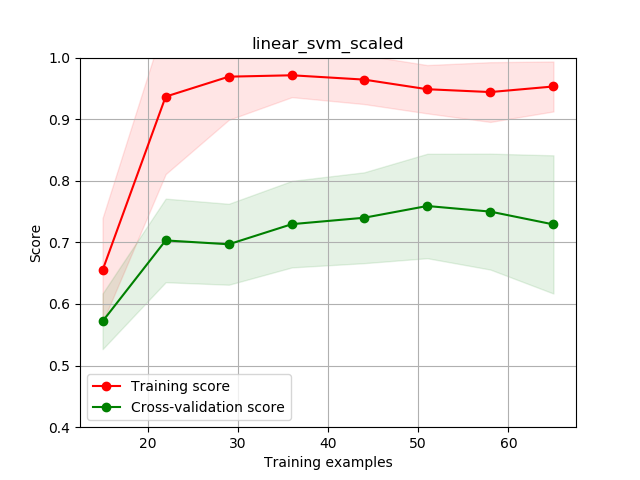 linear_svm_scaled
1.0
0.9
0.8
0.7
0.6
0.5
0.4
Score
Training score
Cross-validation score
20
30
40
50
60
Training examples